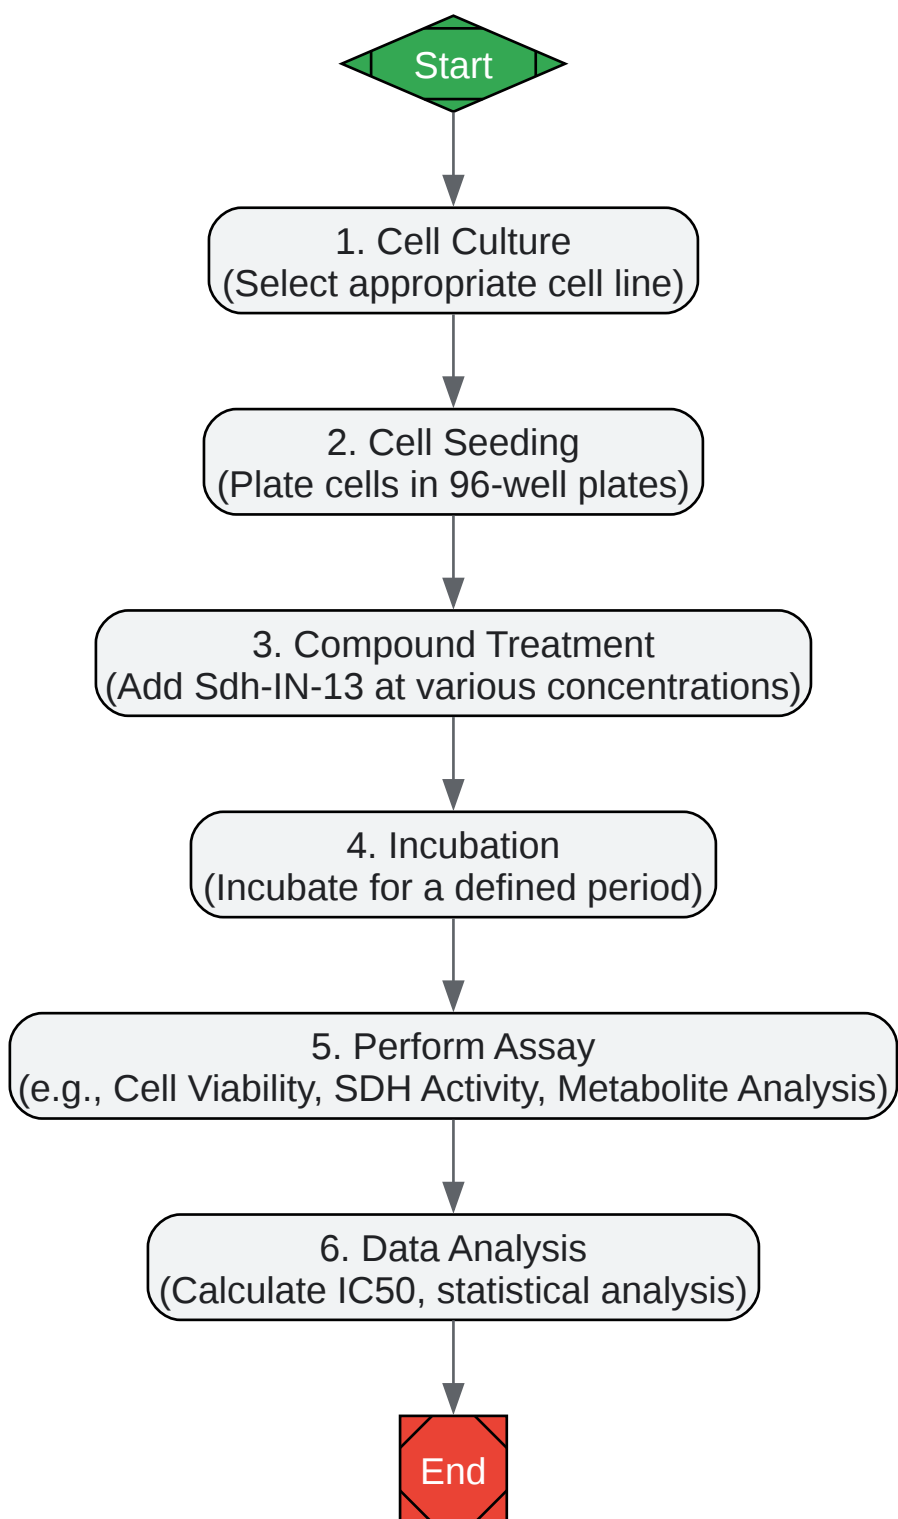 Start
1. Cell Culture
(Select appropriate cell line)
2. Cell Seeding
(Plate cells in 96-well plates)
3. Compound Treatment
(Add Sdh-IN-13 at various concentrations)
4. Incubation
(Incubate for a defined period)
5. Perform Assay
(e.g., Cell Viability, SDH Activity, Metabolite Analysis)
6. Data Analysis
(Calculate IC50, statistical analysis)
End